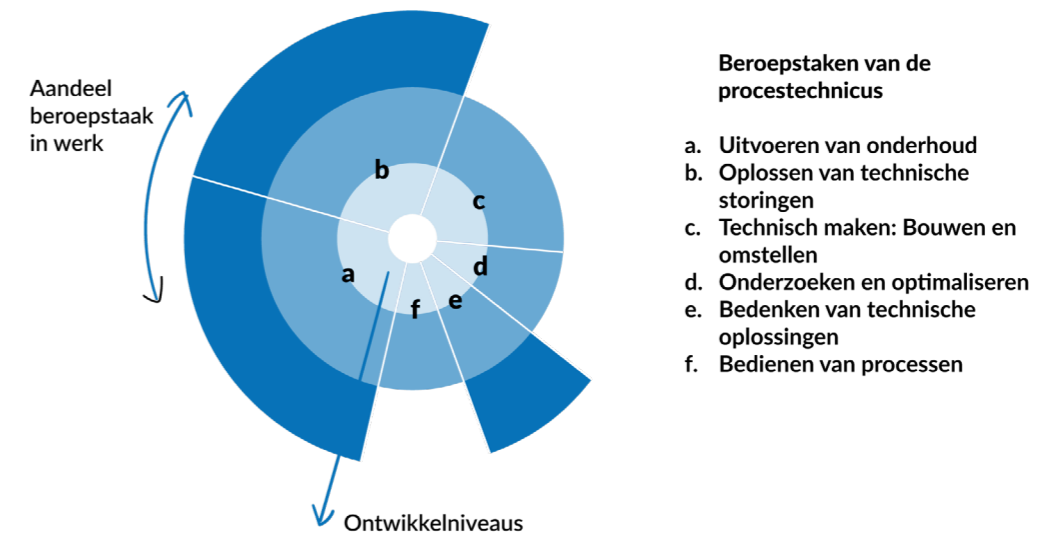 Aandeel
beroepstaak
in werk
b
c
a
d
e
f
Ontwikkelniveaus
Beroepstaken van de
procestechnicus
a. Uitvoeren van onderhoud
b. Oplossen van technische
storingen
c. Technisch maken: Bouwen en
omstellen
d. Onderzoeken en optimaliseren
e. Bedenken van technische
oplossingen
f. Bedienen van processen